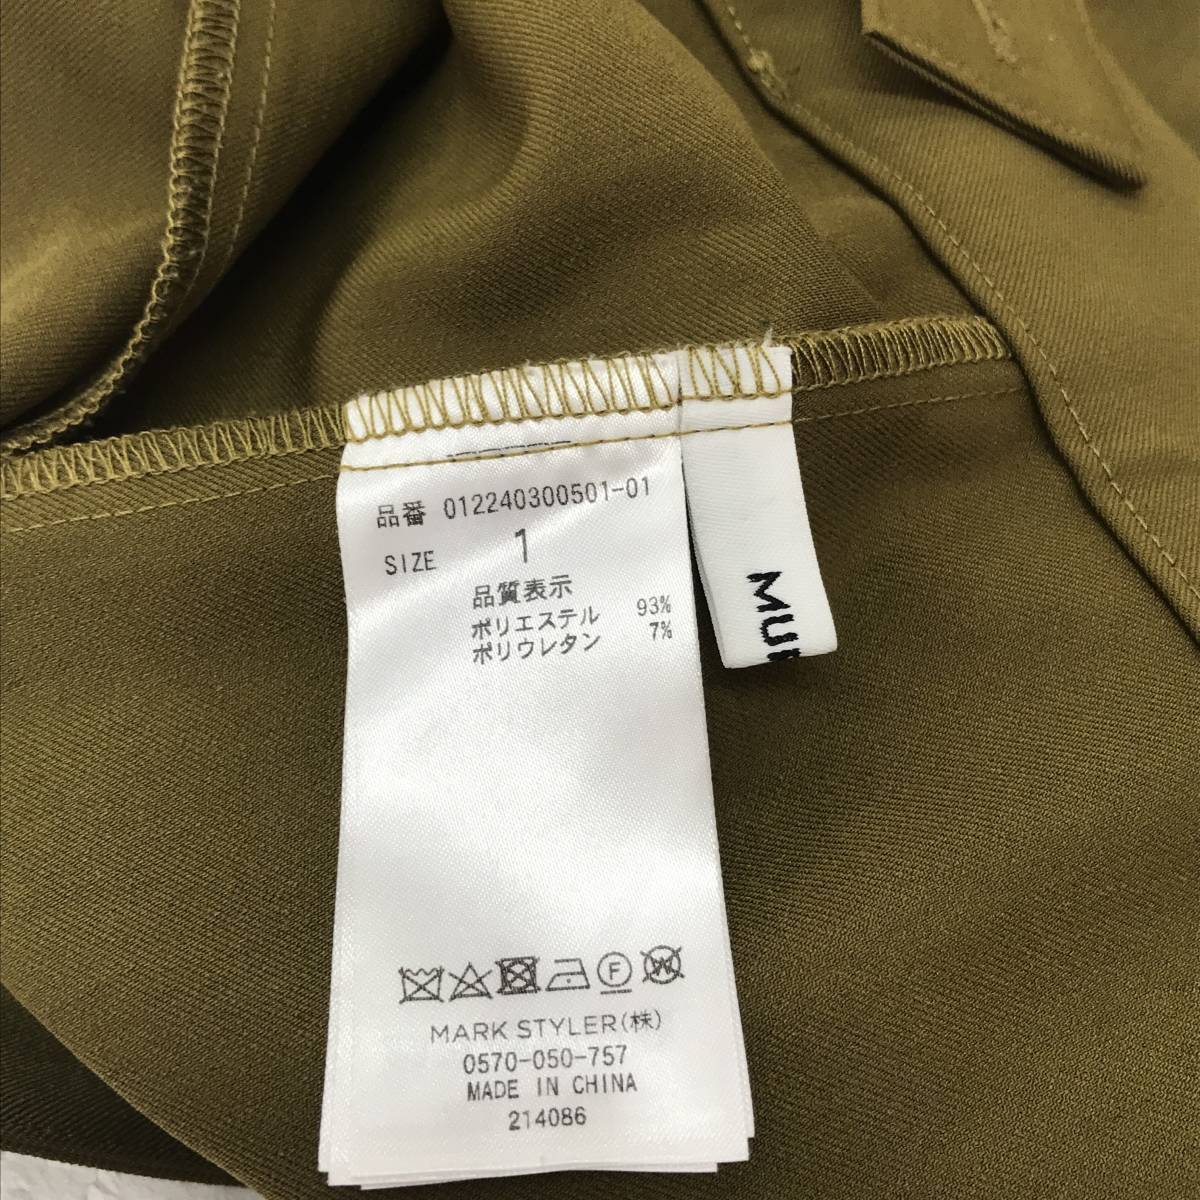 品番 012240300501-01
SIZE 1
品質表示
ポリエステル 93%
ポリウレタン 7%
F W
MARK STYLER(株)
0570-050-757
MADE IN CHINA
214086